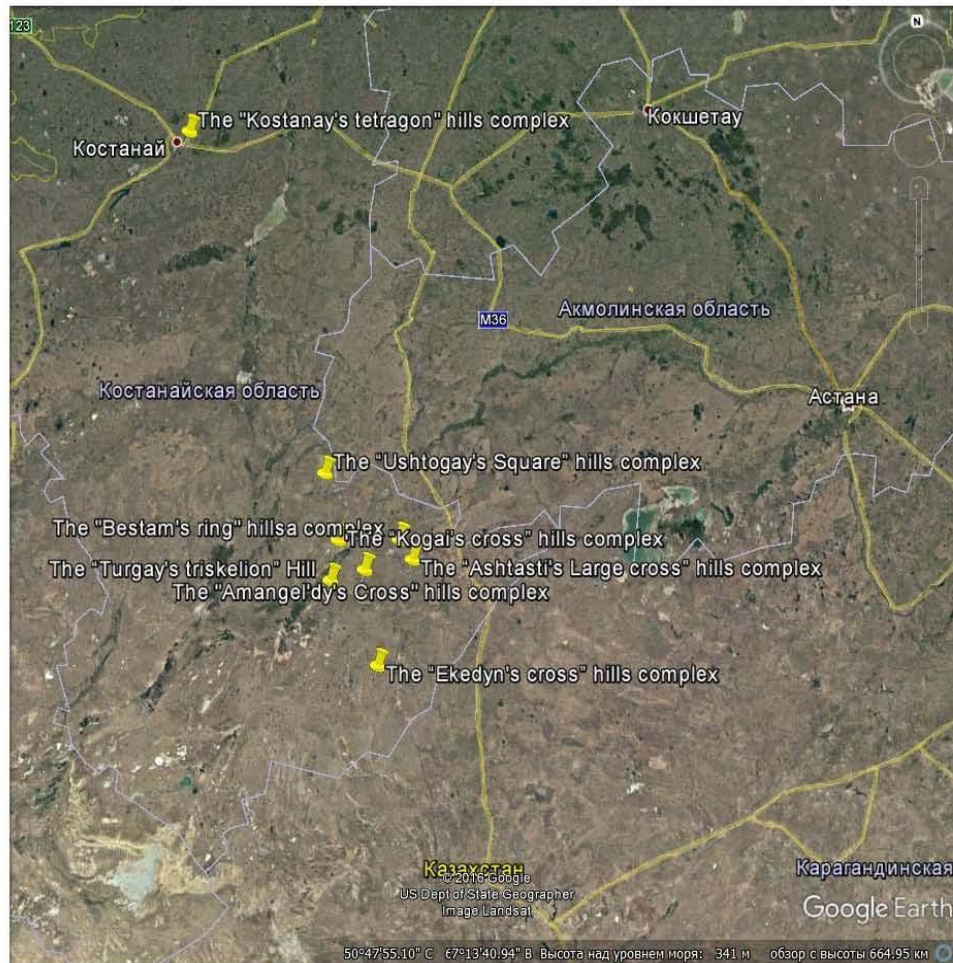 123
N
The "Kostanay's tetragon" hills complex
Кокшетау
Костанай
Акмолинская область
M36
Костанайская область
Астана
The "Ushtogay's Square" hills complex
The "Bestam's ring" hillsa complex
The "Kogai's cross" hills complex
The "Turgay's triskelion" Hill
The "Ashtasti's Large cross" hills complex
The "Amangel'dy's Cross" hills complex
The "Ekedyn's cross" hills complex
Казахстан
Карагандинская
© 2016 Google
US Dept of State Geographer
Image Landsat
Google Earth
50°47'55.10" С 67°13'40.94" В Высота над уровнем моря: 341 м обзор с высоты 664.95 км